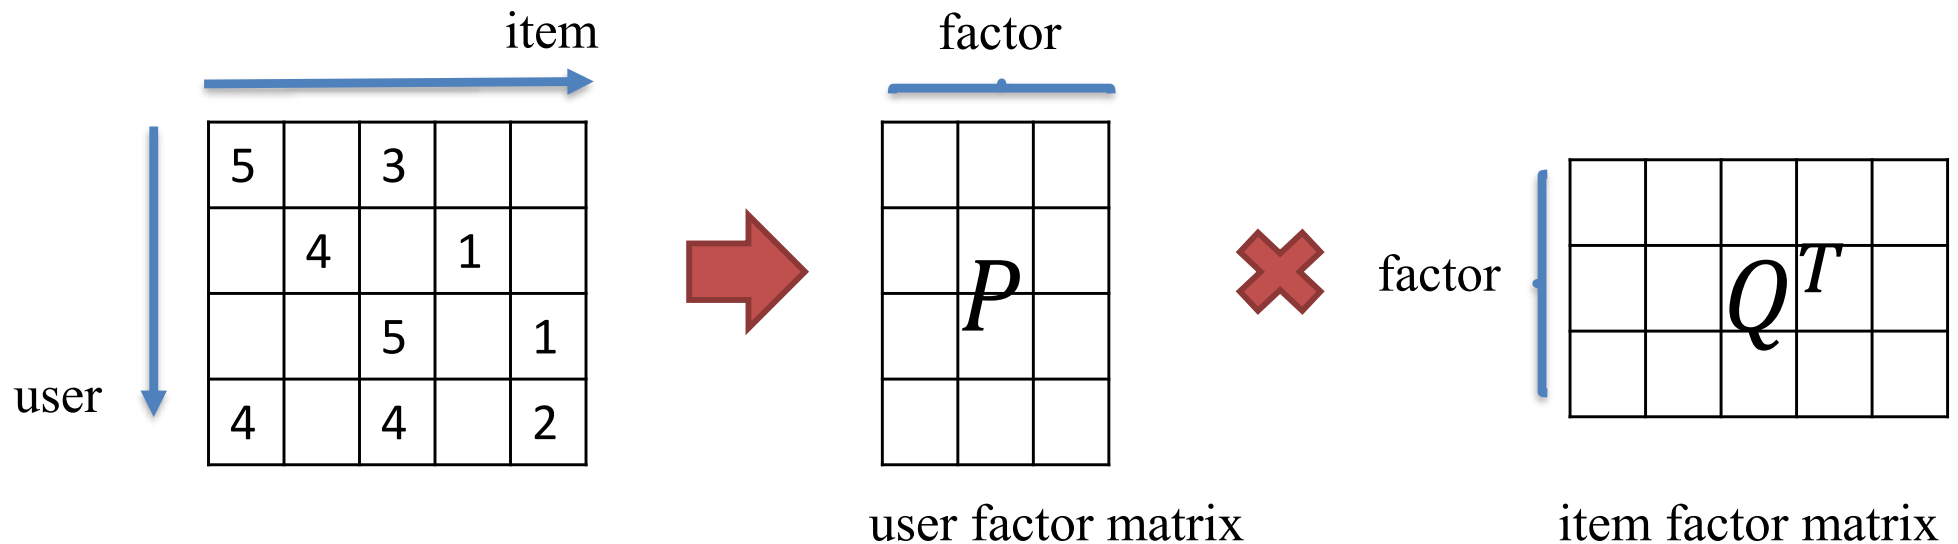 item
user
5 3
4 1
5 1
4 4 2
factor
P
user factor matrix
factor
Q^T
item factor matrix